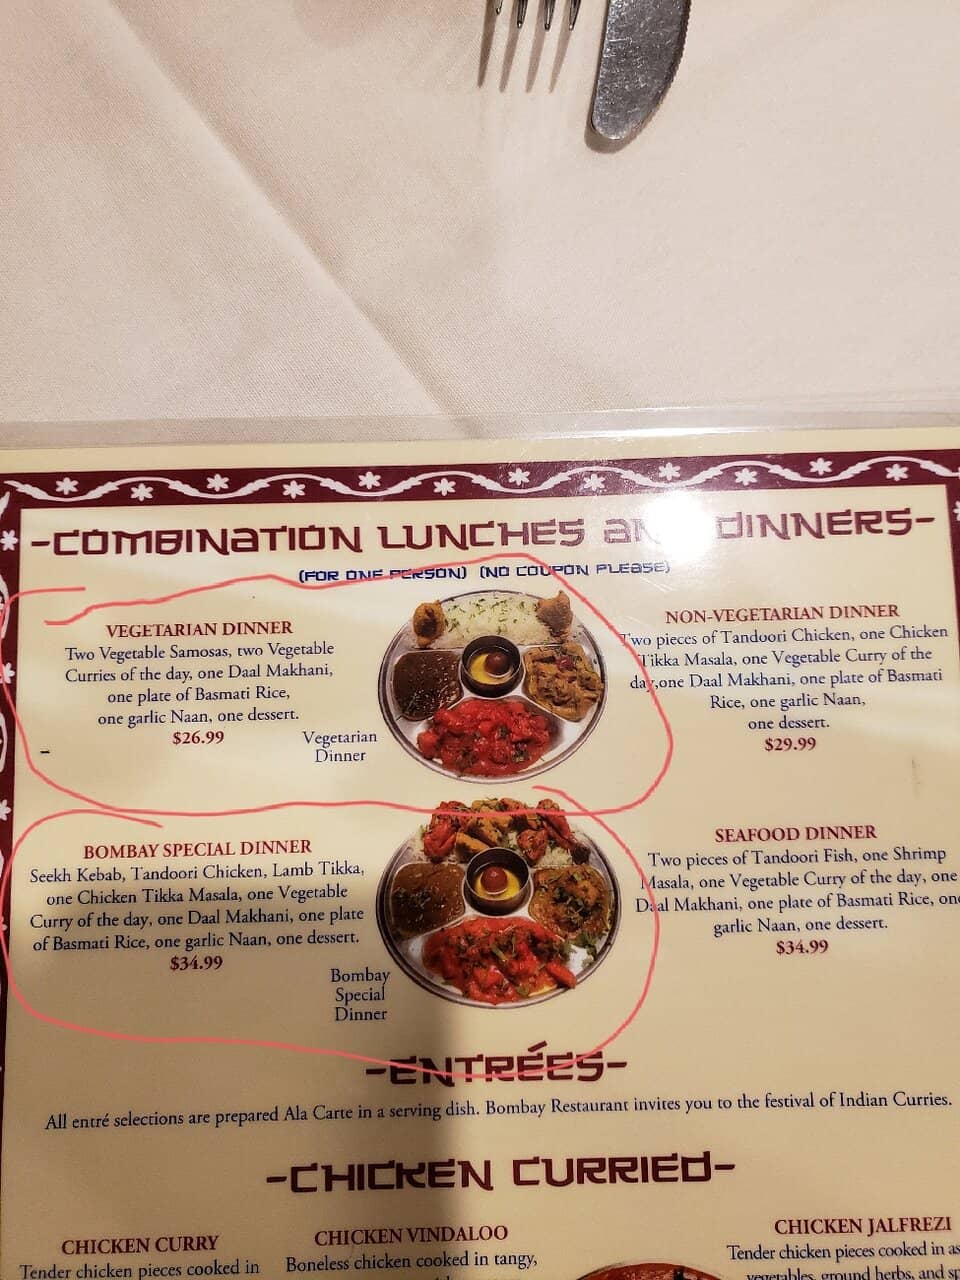 -COMBINATION LUNCHES AND DINNERS-
(FOR ONE PERSON) (NO COUPON PLEASE)
VEGETARIAN DINNER
Two Vegetable Samosas, two Vegetable
Curries of the day, one Daal Makhani,
one plate of Basmati Rice,
one garlic Naan, one dessert.
$26.99
Vegetarian
Dinner
NON-VEGETARIAN DINNER
Two pieces of Tandoori Chicken, one Chicken
Tikka Masala, one Vegetable Curry of the
day,one Daal Makhani, one plate of Basmati
Rice, one garlic Naan,
one dessert.
$29.99
BOMBAY SPECIAL DINNER
Seekh Kebab, Tandoori Chicken, Lamb Tikka,
one Chicken Tikka Masala, one Vegetable
Curry of the day, one Daal Makhani, one plate
of Basmati Rice, one garlic Naan, one dessert.
$34.99
Bombay
Special
Dinner
SEAFOOD DINNER
Two pieces of Tandoori Fish, one Shrimp
Masala, one Vegetable Curry of the day, one
Daal Makhani, one plate of Basmati Rice, one
garlic Naan, one dessert.
$34.99
-ENTRÉES-
All entré selections are prepared Ala Carte in a serving dish. Bombay Restaurant invites you to the festival of Indian Curries.
-CHICKEN CURRIED-
CHICKEN CURRY
Tender chicken pieces cooked in
CHICKEN VINDALOO
Boneless chicken cooked in tangy,
CHICKEN JALFREZI
Tender chicken pieces cooked in
vegetables, ground herbs, and